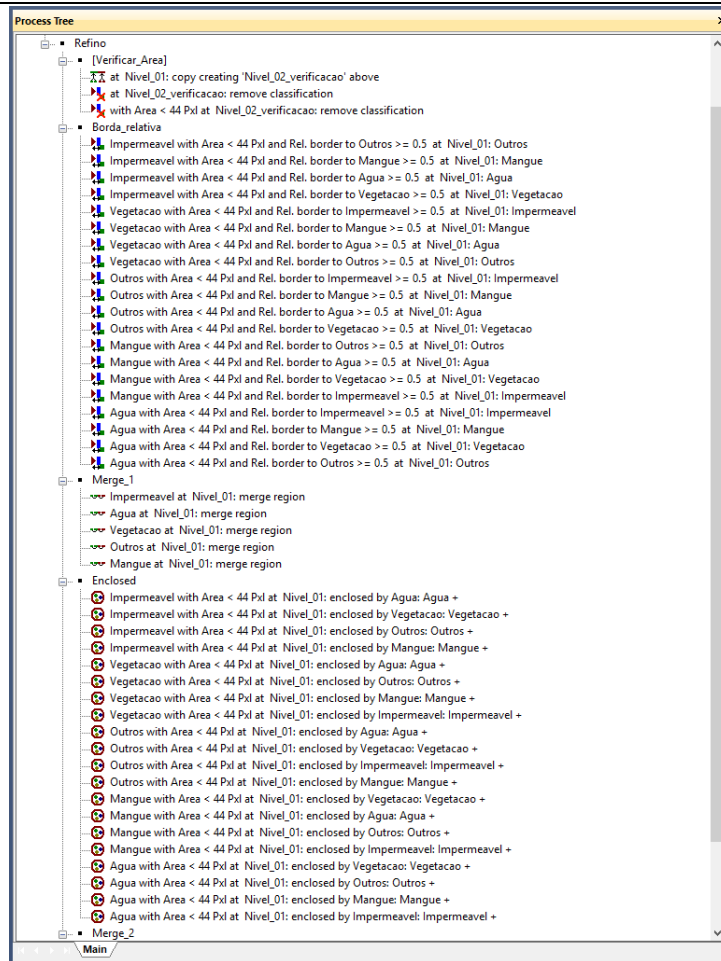 Process Tree
Refino
[Verificar_Area]
at Nivel_01: copy creating 'Nivel_02_verificacao' above
at Nivel_02_verificacao: remove classification
with Area < 44 Pxl at Nivel_02_verificacao: remove classification
Borda_relativa
Impermeavel with Area < 44 Pxl and Rel. border to Outros >= 0.5 at Nivel_01: Outros
Impermeavel with Area < 44 Pxl and Rel. border to Mangue >= 0.5 at Nivel_01: Mangue
Impermeavel with Area < 44 Pxl and Rel. border to Agua >= 0.5 at Nivel_01: Agua
Impermeavel with Area < 44 Pxl and Rel. border to Vegetacao >= 0.5 at Nivel_01: Vegetacao
Vegetacao with Area < 44 Pxl and Rel. border to Impermeavel >= 0.5 at Nivel_01: Impermeavel
Vegetacao with Area < 44 Pxl and Rel. border to Mangue >= 0.5 at Nivel_01: Mangue
Vegetacao with Area < 44 Pxl and Rel. border to Agua >= 0.5 at Nivel_01: Agua
Vegetacao with Area < 44 Pxl and Rel. border to Outros >= 0.5 at Nivel_01: Outros
Outros with Area < 44 Pxl and Rel. border to Impermeavel >= 0.5 at Nivel_01: Impermeavel
Outros with Area < 44 Pxl and Rel. border to Mangue >= 0.5 at Nivel_01: Mangue
Outros with Area < 44 Pxl and Rel. border to Agua >= 0.5 at Nivel_01: Agua
Outros with Area < 44 Pxl and Rel. border to Vegetacao >= 0.5 at Nivel_01: Vegetacao
Mangue with Area < 44 Pxl and Rel. border to Outros >= 0.5 at Nivel_01: Outros
Mangue with Area < 44 Pxl and Rel. border to Agua >= 0.5 at Nivel_01: Agua
Mangue with Area < 44 Pxl and Rel. border to Vegetacao >= 0.5 at Nivel_01: Vegetacao
Mangue with Area < 44 Pxl and Rel. border to Impermeavel >= 0.5 at Nivel_01: Impermeavel
Agua with Area < 44 Pxl and Rel. border to Impermeavel >= 0.5 at Nivel_01: Impermeavel
Agua with Area < 44 Pxl and Rel. border to Mangue >= 0.5 at Nivel_01: Mangue
Agua with Area < 44 Pxl and Rel. border to Vegetacao >= 0.5 at Nivel_01: Vegetacao
Agua with Area < 44 Pxl and Rel. border to Outros >= 0.5 at Nivel_01: Outros
Merge_1
Impermeavel at Nivel_01: merge region
Agua at Nivel_01: merge region
Vegetacao at Nivel_01: merge region
Outros at Nivel_01: merge region
Mangue at Nivel_01: merge region
Enclosed
Impermeavel with Area < 44 Pxl at Nivel_01: enclosed by Agua: Agua +
Impermeavel with Area < 44 Pxl at Nivel_01: enclosed by Vegetacao: Vegetacao +
Impermeavel with Area < 44 Pxl at Nivel_01: enclosed by Outros: Outros +
Impermeavel with Area < 44 Pxl at Nivel_01: enclosed by Mangue: Mangue +
Vegetacao with Area < 44 Pxl at Nivel_01: enclosed by Agua: Agua +
Vegetacao with Area < 44 Pxl at Nivel_01: enclosed by Outros: Outros +
Vegetacao with Area < 44 Pxl at Nivel_01: enclosed by Mangue: Mangue +
Vegetacao with Area < 44 Pxl at Nivel_01: enclosed by Impermeavel: Impermeavel +
Outros with Area < 44 Pxl at Nivel_01: enclosed by Agua: Agua +
Outros with Area < 44 Pxl at Nivel_01: enclosed by Vegetacao: Vegetacao +
Outros with Area < 44 Pxl at Nivel_01: enclosed by Impermeavel: Impermeavel +
Outros with Area < 44 Pxl at Nivel_01: enclosed by Mangue: Mangue +
Mangue with Area < 44 Pxl at Nivel_01: enclosed by Vegetacao: Vegetacao +
Mangue with Area < 44 Pxl at Nivel_01: enclosed by Agua: Agua +
Mangue with Area < 44 Pxl at Nivel_01: enclosed by Outros: Outros +
Mangue with Area < 44 Pxl at Nivel_01: enclosed by Impermeavel: Impermeavel +
Agua with Area < 44 Pxl at Nivel_01: enclosed by Vegetacao: Vegetacao +
Agua with Area < 44 Pxl at Nivel_01: enclosed by Outros: Outros +
Agua with Area < 44 Pxl at Nivel_01: enclosed by Mangue: Mangue +
Agua with Area < 44 Pxl at Nivel_01: enclosed by Impermeavel: Impermeavel +
Merge_2
Main